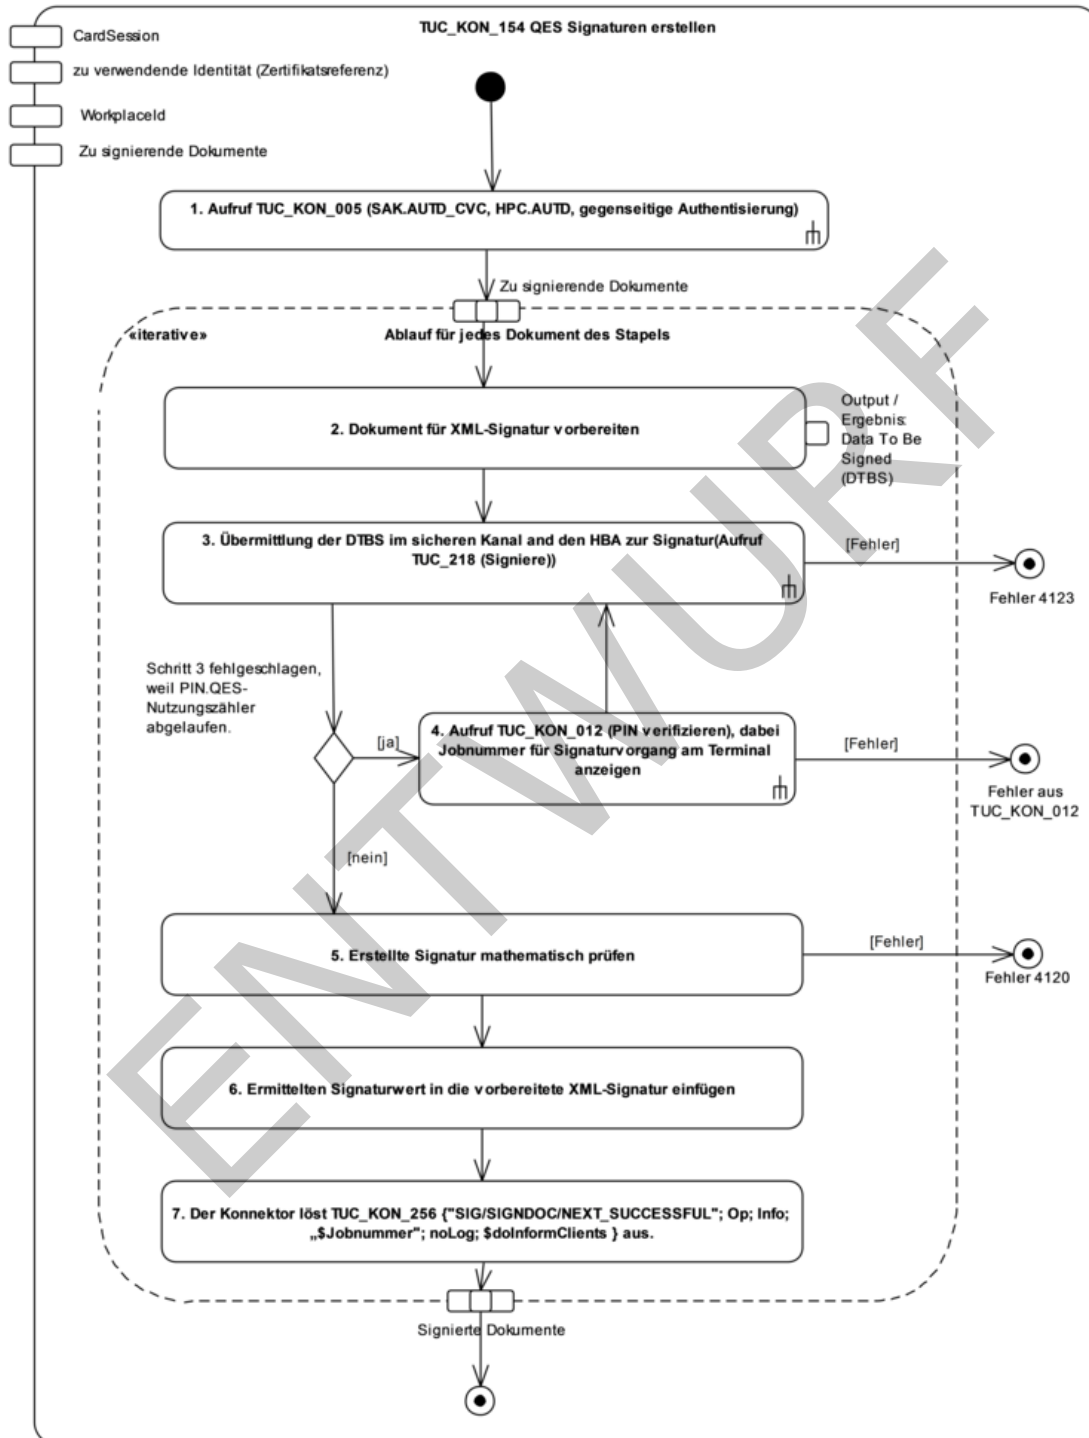 TUC_KON_154 QES Signaturen erstellen
CardSession
zu verwendende Identität (Zertifikatsreferenz)
WorkplaceId
Zu signierende Dokumente
1. Aufruf TUC_KON_005 (SAK.AUTD_CVC, HPC.AUTD, gegenseitige Authentisierung)
Zu signierende Dokumente
«iterative»
Ablauf für jedes Dokument des Stapels
2. Dokument für XML-Signatur vorbereiten
Output /
Ergebnis:
Data To Be
Signed
(DTBS)
3. Übermittlung der DTBS im sicheren Kanal and den HBA zur Signatur(Aufruf
TUC_218 (Signiere))
[Fehler]
Fehler 4123
Schritt 3 fehlgeschlagen,
weil PIN.QES-
Nutzungszähler
abgelaufen.
[ja]
4. Aufruf TUC_KON_012 (PIN verifizieren), dabei
Jobnummer für Signaturvorgang am Terminal
anzeigen
[Fehler]
Fehler aus
TUC_KON_012
[nein]
5. Erstellte Signatur mathematisch prüfen
[Fehler]
Fehler 4120
6. Ermittelten Signaturwert in die vorbereitete XML-Signatur einfügen
7. Der Konnektor löst TUC_KON_256 {"SIG/SIGNDOC/NEXT_SUCCESSFUL"; Op; Info;
„$Jobnummer"; noLog; $doInformClients } aus.
Signierte Dokumente
ENTWURF